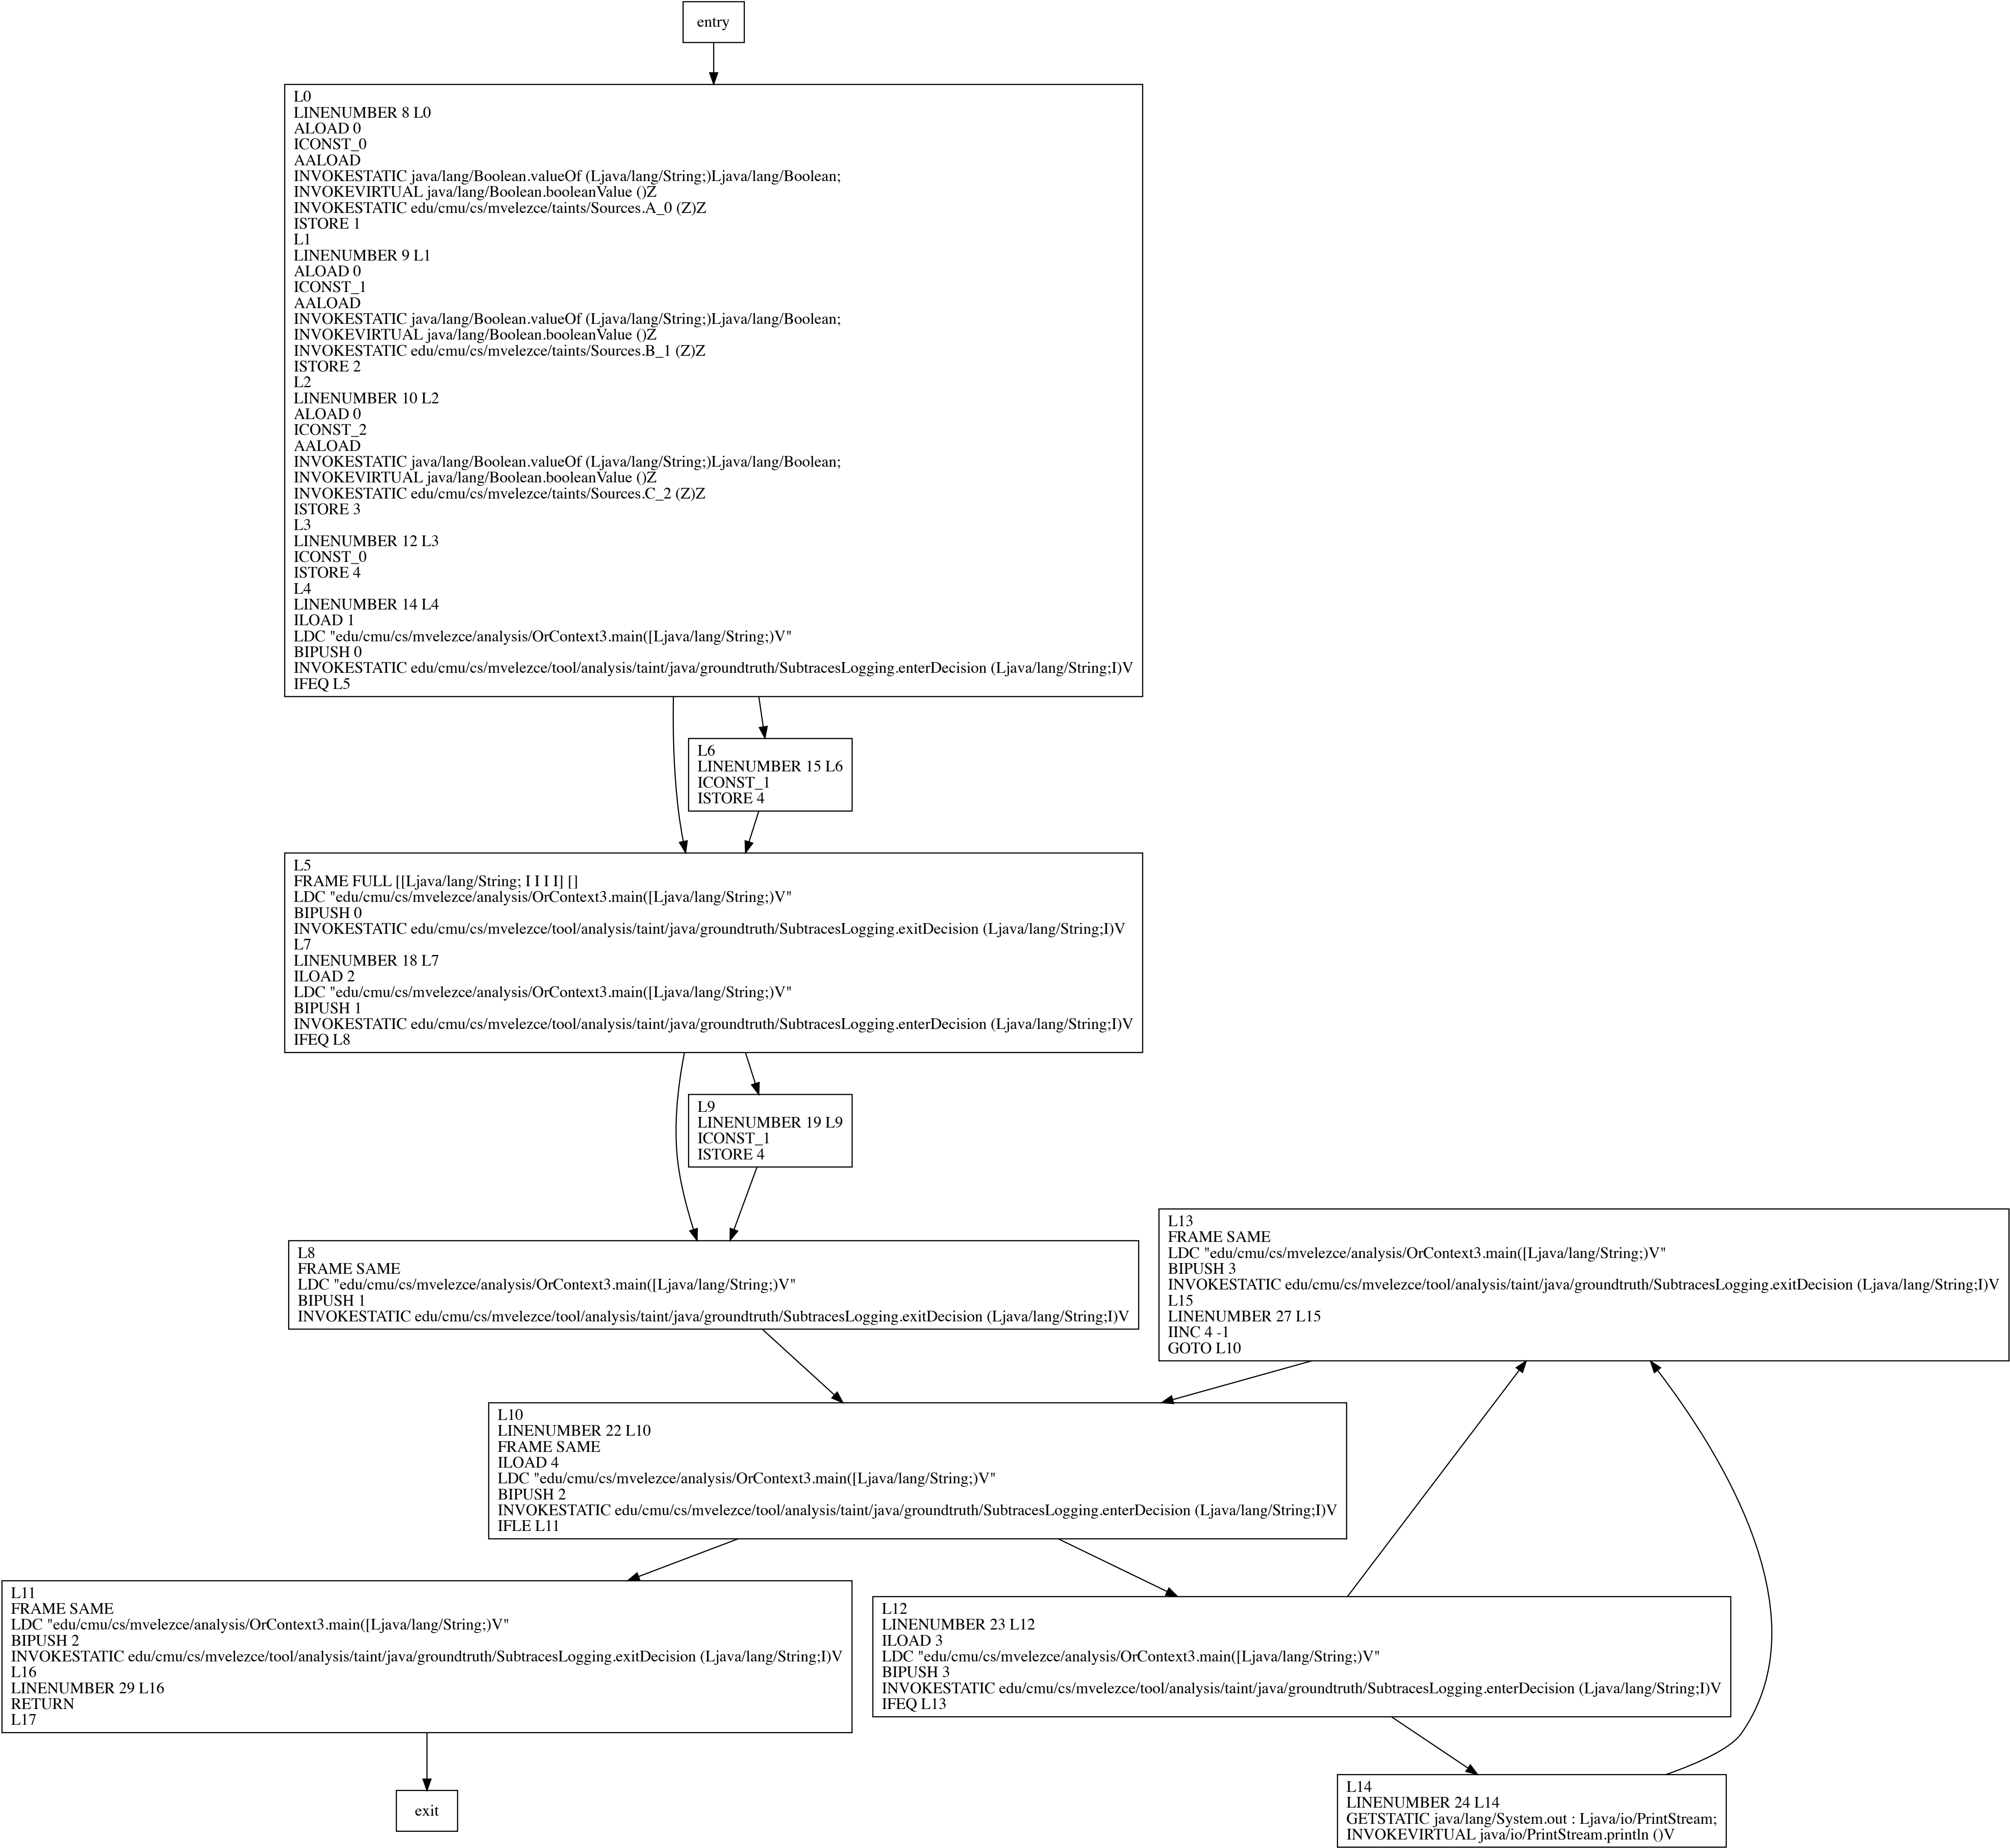 entry
L0
LINENUMBER 8 L0
ALOAD 0
ICONST_0
AALOAD
INVOKESTATIC java/lang/Boolean.valueOf (Ljava/lang/String;)Ljava/lang/Boolean;
INVOKEVIRTUAL java/lang/Boolean.booleanValue ()Z
INVOKESTATIC edu/cmu/cs/mvelezce/taints/Sources.A_0 (Z)Z
ISTORE 1
L1
LINENUMBER 9 L1
ALOAD 0
ICONST_1
AALOAD
INVOKESTATIC java/lang/Boolean.valueOf (Ljava/lang/String;)Ljava/lang/Boolean;
INVOKEVIRTUAL java/lang/Boolean.booleanValue ()Z
INVOKESTATIC edu/cmu/cs/mvelezce/taints/Sources.B_1 (Z)Z
ISTORE 2
L2
LINENUMBER 10 L2
ALOAD 0
ICONST_2
AALOAD
INVOKESTATIC java/lang/Boolean.valueOf (Ljava/lang/String;)Ljava/lang/Boolean;
INVOKEVIRTUAL java/lang/Boolean.booleanValue ()Z
INVOKESTATIC edu/cmu/cs/mvelezce/taints/Sources.C_2 (Z)Z
ISTORE 3
L3
LINENUMBER 12 L3
ICONST_0
ISTORE 4
L4
LINENUMBER 14 L4
ILOAD 1
LDC "edu/cmu/cs/mvelezce/analysis/OrContext3.main([Ljava/lang/String;)V"
BIPUSH 0
INVOKESTATIC edu/cmu/cs/mvelezce/tool/analysis/taint/java/groundtruth/SubtracesLogging.enterDecision (Ljava/lang/String;I)V
IFEQ L5
L6
LINENUMBER 15 L6
ICONST_1
ISTORE 4
L5
FRAME FULL [[Ljava/lang/String; I I I I] []
LDC "edu/cmu/cs/mvelezce/analysis/OrContext3.main([Ljava/lang/String;)V"
BIPUSH 0
INVOKESTATIC edu/cmu/cs/mvelezce/tool/analysis/taint/java/groundtruth/SubtracesLogging.exitDecision (Ljava/lang/String;I)V
L7
LINENUMBER 18 L7
ILOAD 2
LDC "edu/cmu/cs/mvelezce/analysis/OrContext3.main([Ljava/lang/String;)V"
BIPUSH 1
INVOKESTATIC edu/cmu/cs/mvelezce/tool/analysis/taint/java/groundtruth/SubtracesLogging.enterDecision (Ljava/lang/String;I)V
IFEQ L8
L9
LINENUMBER 19 L9
ICONST_1
ISTORE 4
L8
FRAME SAME
LDC "edu/cmu/cs/mvelezce/analysis/OrContext3.main([Ljava/lang/String;)V"
BIPUSH 1
INVOKESTATIC edu/cmu/cs/mvelezce/tool/analysis/taint/java/groundtruth/SubtracesLogging.exitDecision (Ljava/lang/String;I)V
L13
FRAME SAME
LDC "edu/cmu/cs/mvelezce/analysis/OrContext3.main([Ljava/lang/String;)V"
BIPUSH 3
INVOKESTATIC edu/cmu/cs/mvelezce/tool/analysis/taint/java/groundtruth/SubtracesLogging.exitDecision (Ljava/lang/String;I)V
L15
LINENUMBER 27 L15
IINC 4 -1
GOTO L10
L10
LINENUMBER 22 L10
FRAME SAME
ILOAD 4
LDC "edu/cmu/cs/mvelezce/analysis/OrContext3.main([Ljava/lang/String;)V"
BIPUSH 2
INVOKESTATIC edu/cmu/cs/mvelezce/tool/analysis/taint/java/groundtruth/SubtracesLogging.enterDecision (Ljava/lang/String;I)V
IFLE L11
L11
FRAME SAME
LDC "edu/cmu/cs/mvelezce/analysis/OrContext3.main([Ljava/lang/String;)V"
BIPUSH 2
INVOKESTATIC edu/cmu/cs/mvelezce/tool/analysis/taint/java/groundtruth/SubtracesLogging.exitDecision (Ljava/lang/String;I)V
L16
LINENUMBER 29 L16
RETURN
L17
L12
LINENUMBER 23 L12
ILOAD 3
LDC "edu/cmu/cs/mvelezce/analysis/OrContext3.main([Ljava/lang/String;)V"
BIPUSH 3
INVOKESTATIC edu/cmu/cs/mvelezce/tool/analysis/taint/java/groundtruth/SubtracesLogging.enterDecision (Ljava/lang/String;I)V
IFEQ L13
exit
L14
LINENUMBER 24 L14
GETSTATIC java/lang/System.out : Ljava/io/PrintStream;
INVOKEVIRTUAL java/io/PrintStream.println ()V